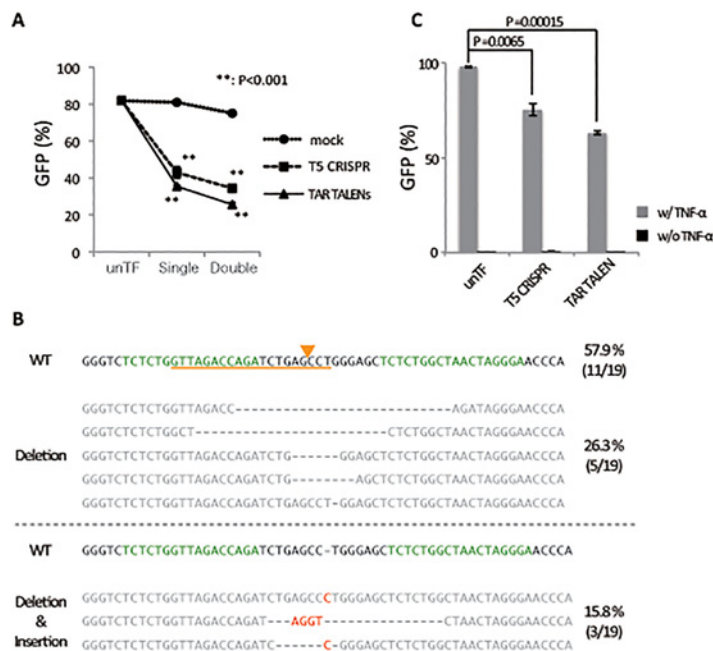 A
**: P<0.001
80
60
40
20
0
100
GFP (%)
unTF
Single
Double
mock
T5 CRISPR
TAR TALENs
C
P=0.00015
P=0.0065
100
50
0
GFP (%)
w/ TNF-α
w/o TNF-α
unTF
T5 CRISPR
TAR TALEN
B
WT GGGTCTCTCTGGTTAGACCAGATCTGAGCCTGGGAGCTCTCTGGCTAACTAGGGAACCCA 57.9% (11/19)
GGGTCTCTCTGGTTAGACC---------------------------AGATAGGGAACCCA
GGGTCTCTCTGGCT------------------------CTCTGGCTAACTAGGGAACCCA
Deletion GGGTCTCTCTGGTTAGACCAGATCTG------GGAGCTCTCTGGCTAACTAGGGAACCCA 26.3% (5/19)
GGGTCTCTCTGGTTAGACCAGATCTG--------AGCTCTCTGGCTAACTAGGGAACCCA
GGGTCTCTCTGGTTAGACCAGATCTGAGCCT-GGAGCTCTCTGGCTAACTAGGGAACCCA
WT GGGTCTCTCTGGTTAGACCAGATCTGAGCC-TGGGAGCTCTCTGGCTAACTAGGGAACCCA
GGGTCTCTCTGGTTAGACCAGATCTGAGCCCTGGGAGCTCTCTGGCTAACTAGGGAACCCA
Deletion & Insertion GGGTCTCTCTGGTTAGACCAGAT---AGGT---------------CTAACTAGGGAACCCA 15.8% (3/19)
GGGTCTCTCTGGTTAGACCAGATC------CTGGGAGCTCTCTGGCTAACTAGGGAACCCA